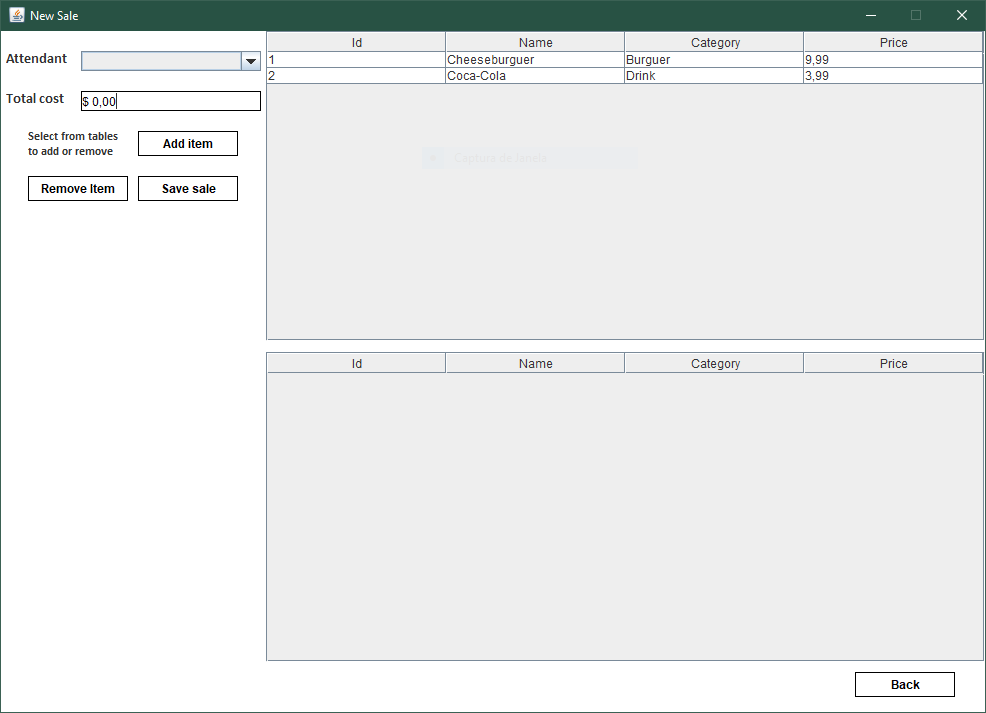 New Sale
Attendant
Total cost
$ 0,00
Select from tables
to add or remove
Add item
Remove Item
Save sale
Id Name Category Price
1 Cheeseburguer Burguer 9,99
2 Coca-Cola Drink 3,99
Captura de janela
Id Name Category Price
Back